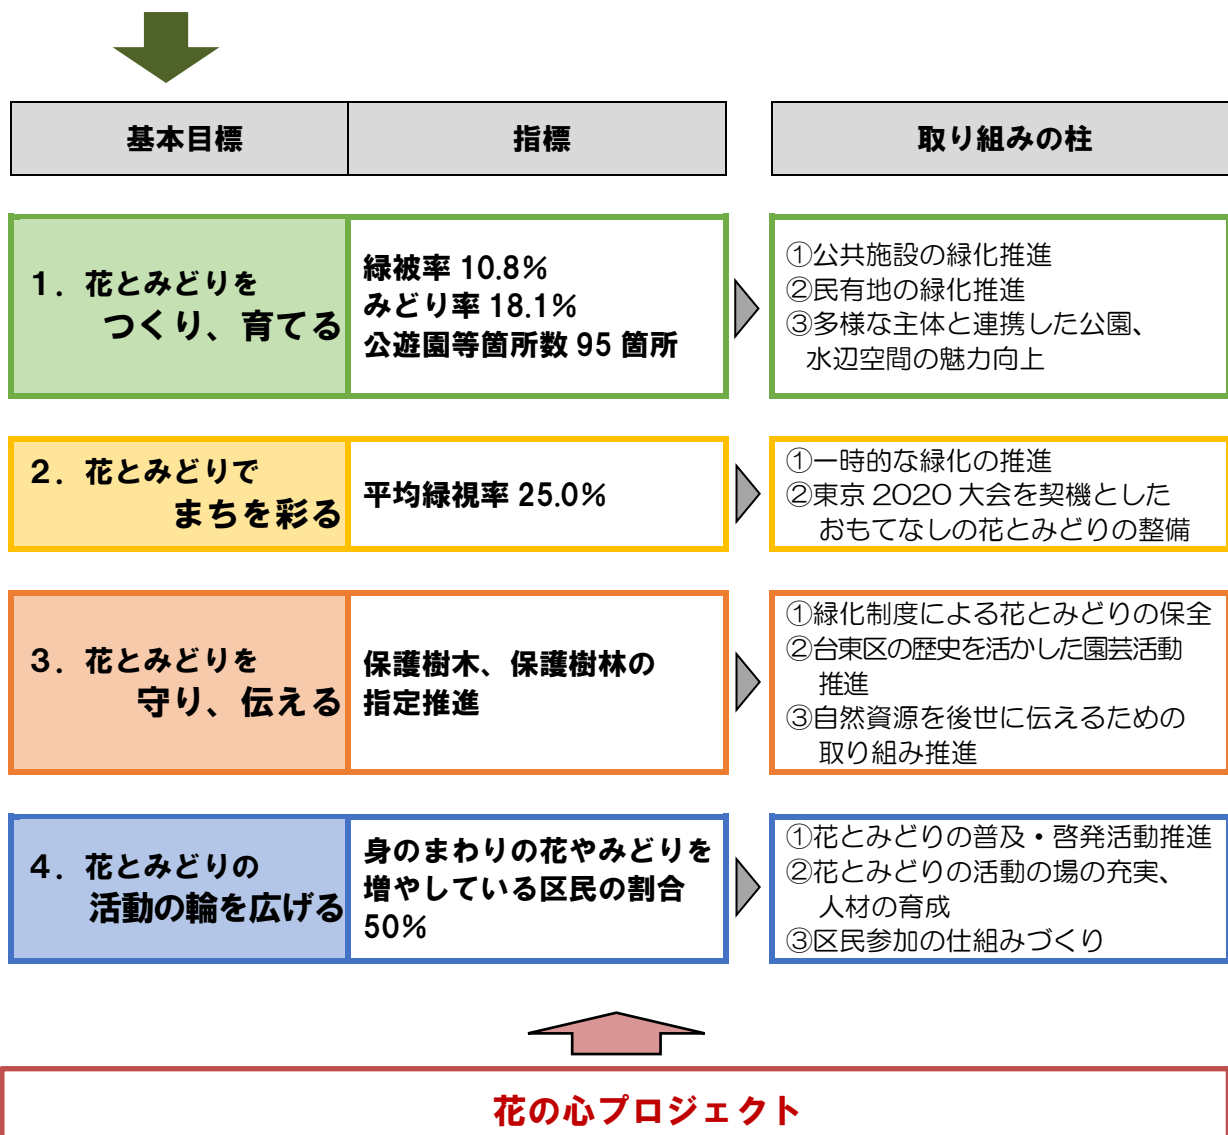 基本目標
指標
取り組みの柱
1．花とみどりを
つくり、育てる
緑被率 10.8%
みどり率 18.1%
公遊園等箇所数 95 箇所
①公共施設の緑化推進
②民有地の緑化推進
③多様な主体と連携した公園、
水辺空間の魅力向上
2．花とみどりで
まちを彩る
平均緑視率 25.0%
①一時的な緑化の推進
②東京 2020 大会を契機とした
おもてなしの花とみどりの整備
3．花とみどりを
守り、伝える
保護樹木、保護樹林の
指定推進
①緑化制度による花とみどりの保全
②台東区の歴史を活かした園芸活動
推進
③自然資源を後世に伝えるための
取り組み推進
4．花とみどりの
活動の輪を広げる
身のまわりの花やみどりを
増やしている区民の割合
50%
①花とみどりの普及・啓発活動推進
②花とみどりの活動の場の充実、
人材の育成
③区民参加の仕組みづくり
花の心プロジェクト